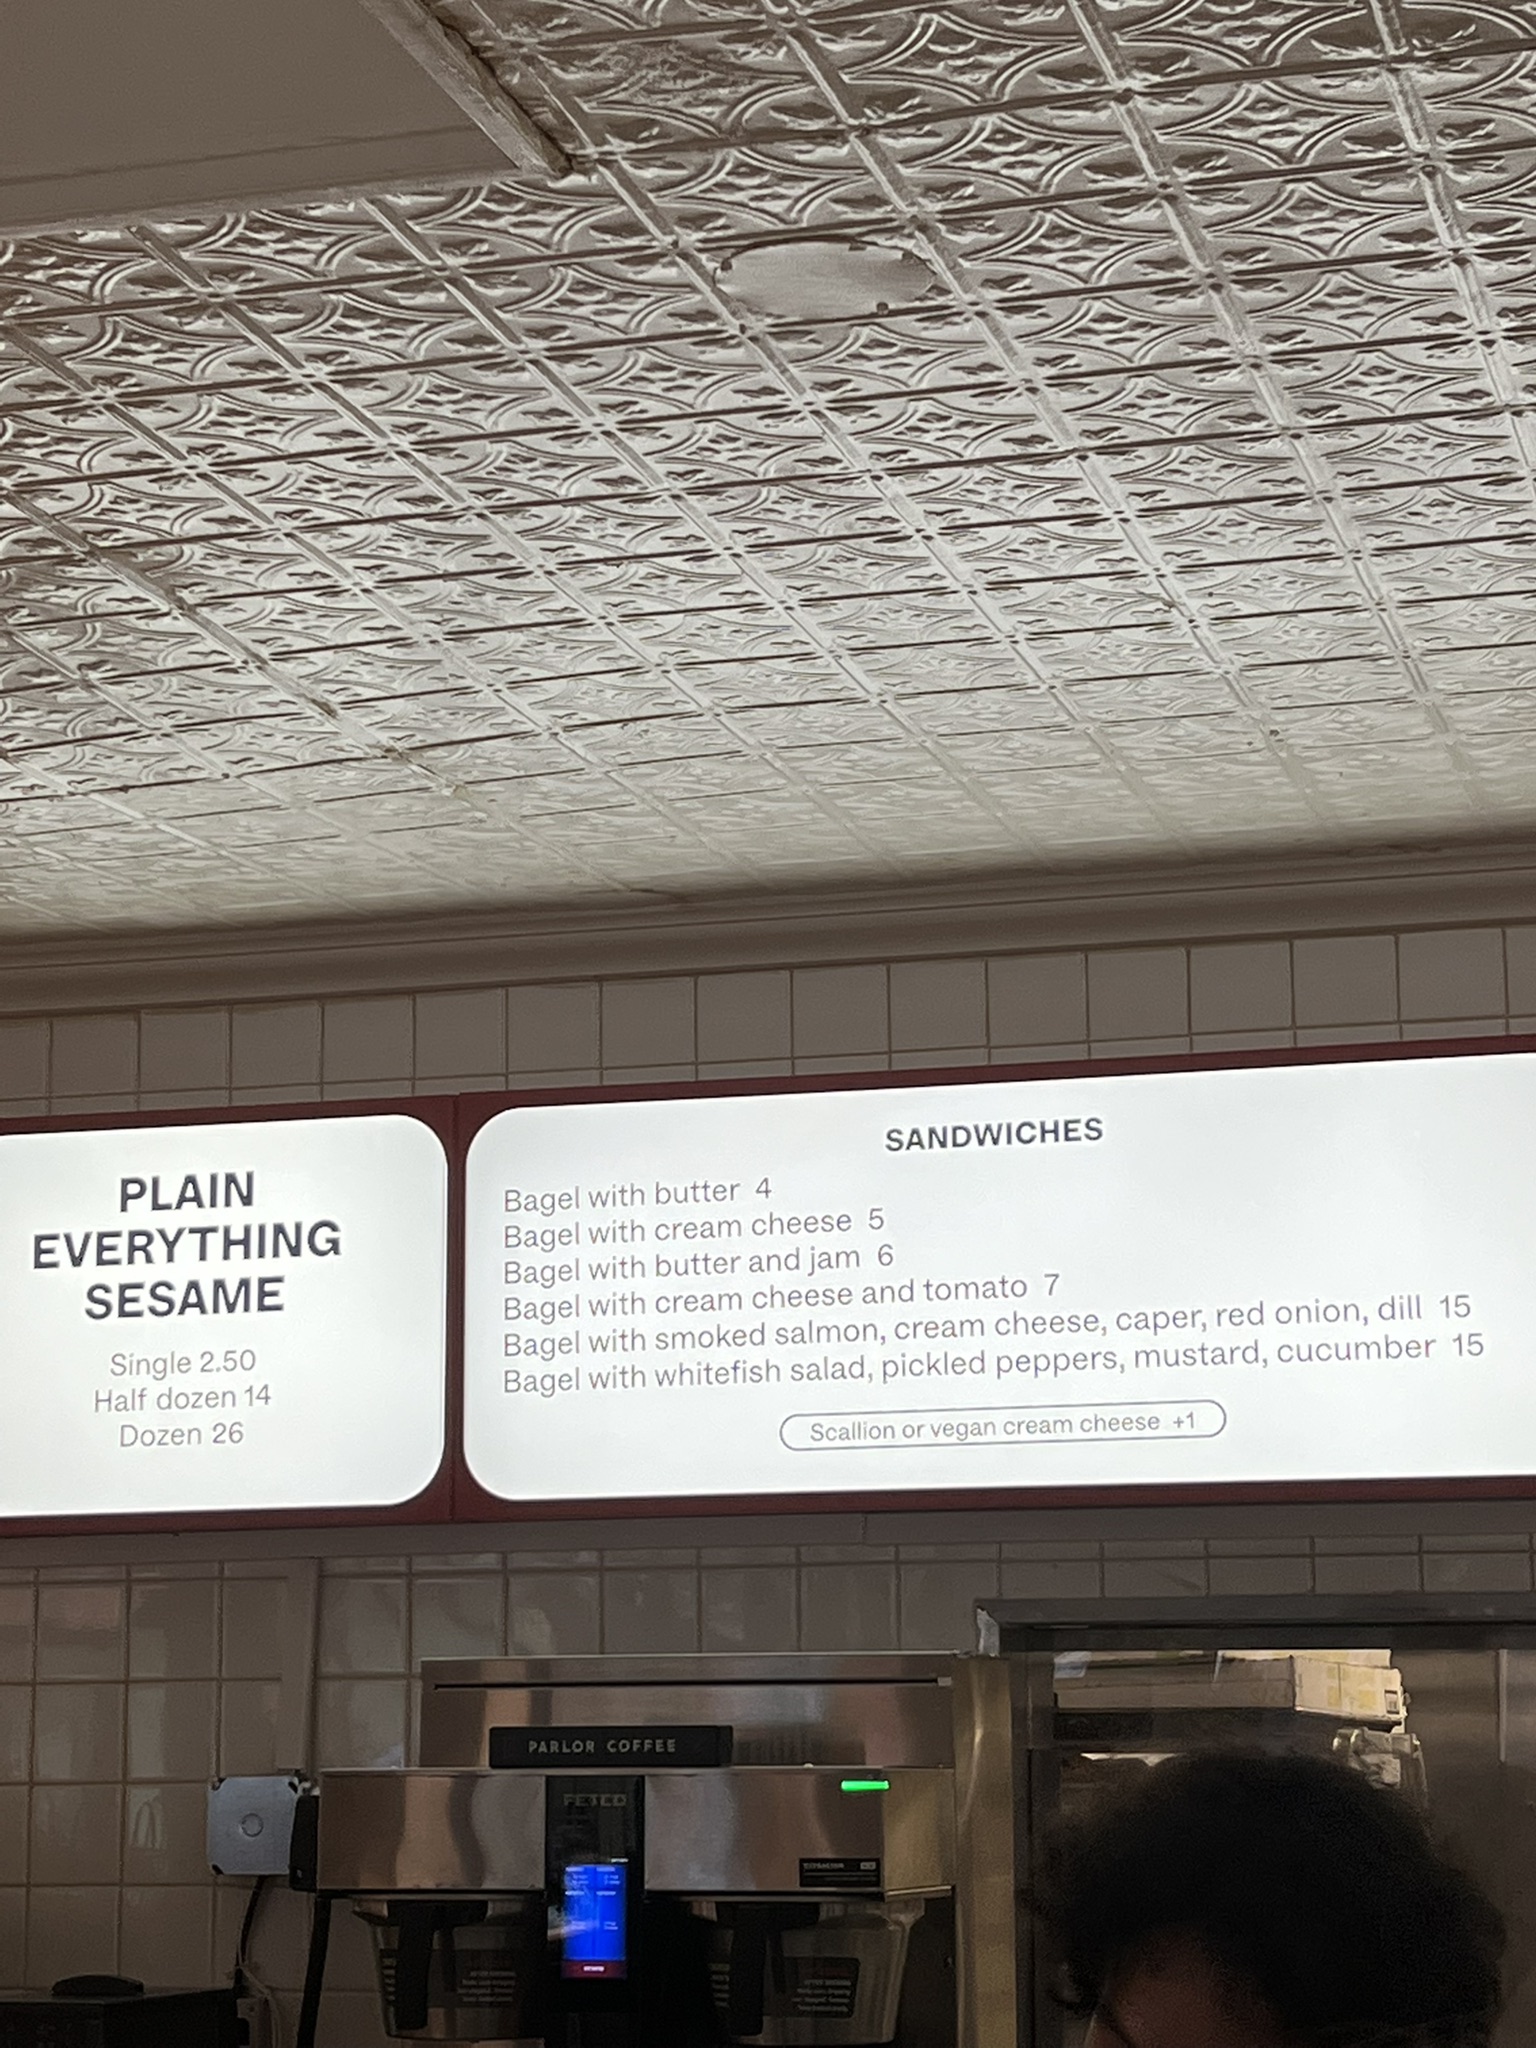 PLAIN
EVERYTHING
SESAME
Single 2.50
Half dozen 14
Dozen 26
SANDWICHES
Bagel with butter 4
Bagel with cream cheese 5
Bagel with butter and jam 6
Bagel with cream cheese and tomato 7
Bagel with smoked salmon, cream cheese, caper, red onion, dill 15
Bagel with whitefish salad, pickled peppers, mustard, cucumber 15
Scallion or vegan cream cheese +1
PARLOR COFFEE
FETCO